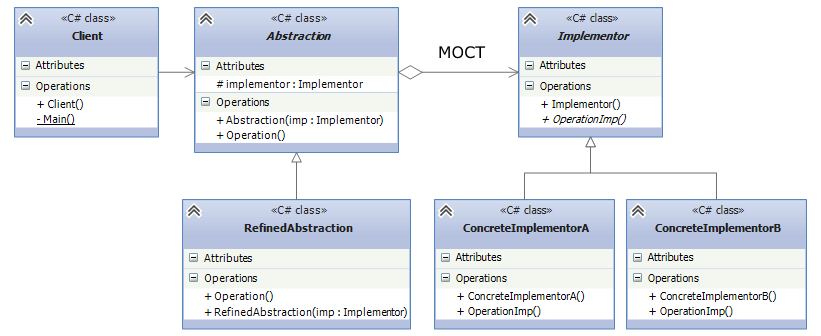 «C# class»
Client
Attributes
Operations
+ Client()
- Main()
«C# class»
Abstraction
Attributes
# implementor : Implementor
Operations
+ Abstraction(imp : Implementor)
+ Operation()
МОСТ
«C# class»
Implementor
Attributes
Operations
+ Implementor()
+ OperationImp()
«C# class»
RefinedAbstraction
Attributes
Operations
+ Operation()
+ RefinedAbstraction(imp : Implementor)
«C# class»
ConcreteImplementorA
Attributes
Operations
+ ConcreteImplementorA()
+ OperationImp()
«C# class»
ConcreteImplementorB
Attributes
Operations
+ ConcreteImplementorB()
+ OperationImp()